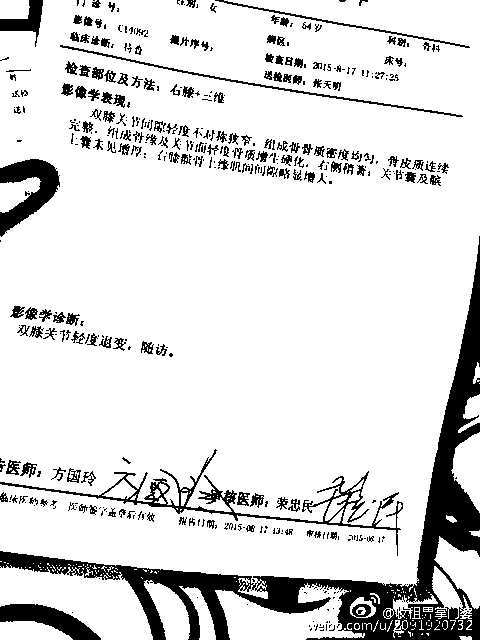 门诊号：
性别：女
年龄：54岁
科别：骨科
影像号：C14092
摄片序号：
病区：
床号：
临床诊断：待查
检查日期：2015-8-17 11:27:25
送检医师：张天明
检查部位及方法：右膝+三维
影像学表现：
双膝关节间隙轻度不对称狭窄，组成骨骨质密度均匀，骨皮质连续
完整，组成骨缘及关节面轻度骨质增生硬化，右侧稍著；关节囊及髌
上囊未见增厚；右膝髌骨上缘肌间间隙略显增大。
影像学诊断：
双膝关节轻度退变，随访。
告医师：方国玲
审核医师：荣忠民
临床医师参考 医师签字盖章后有效
报告日期：2015-08-17 13:48
审核日期：2015-08-17
@收租界掌门婆
weibo.com/u/2091920732